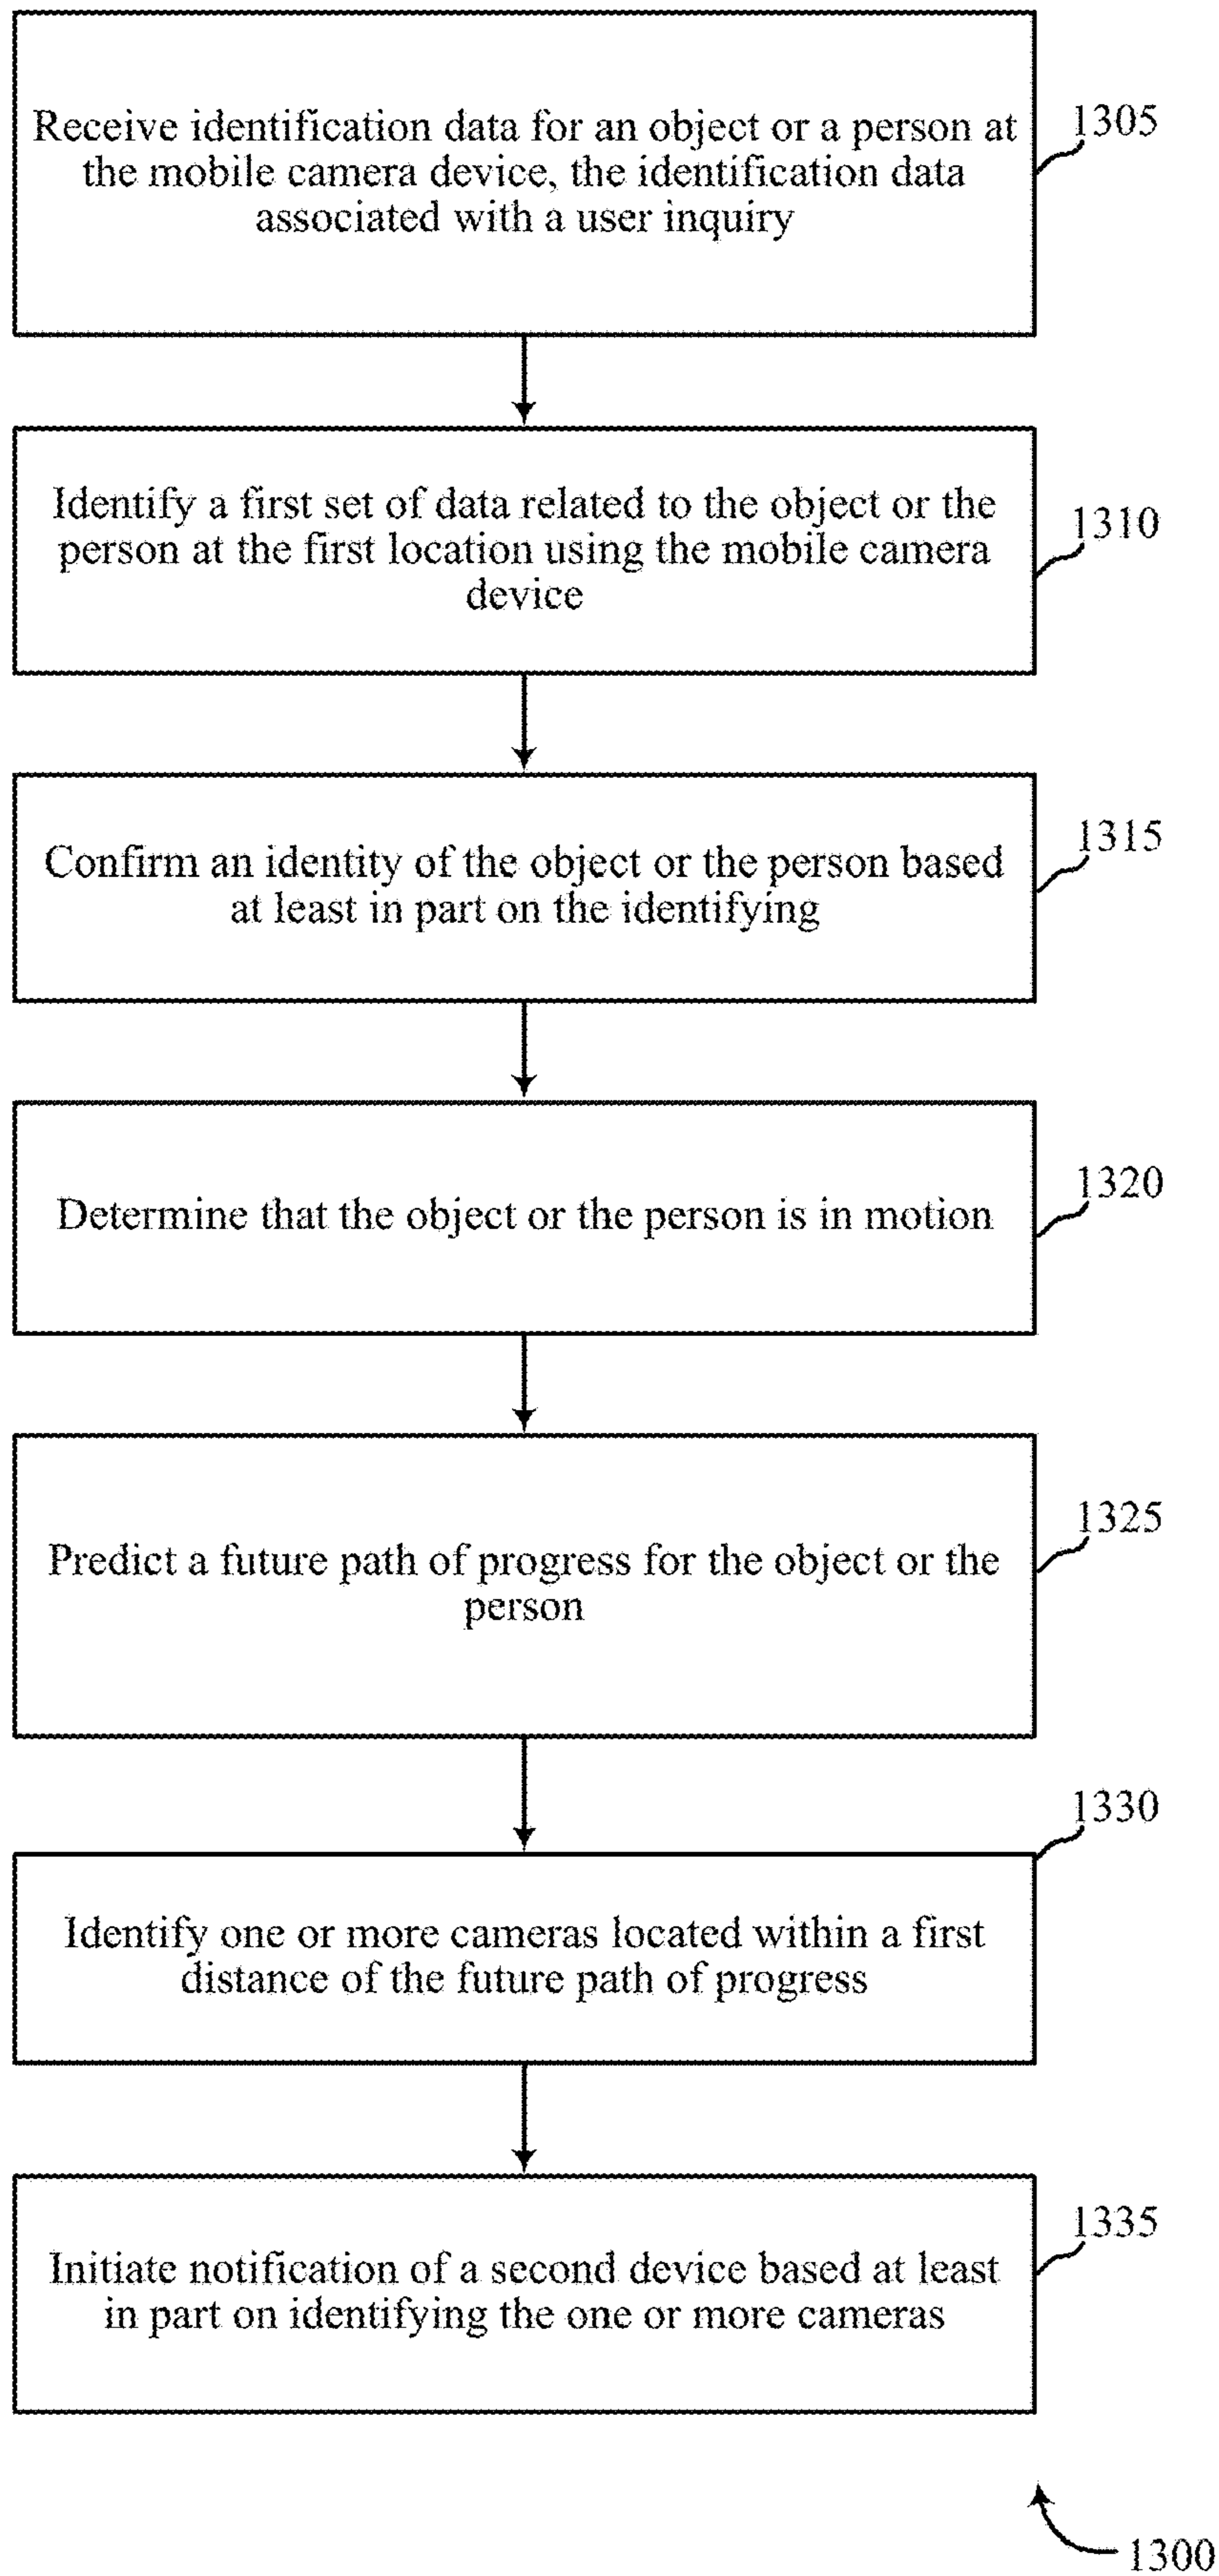 Receive identification data for an object or a person at
the mobile camera device, the identification data
associated with a user inquiry
1305
Identify a first set of data related to the object or the
person at the first location using the mobile camera
device
1310
Confirm an identity of the object or the person based
at least in part on the identifying
1315
Determine that the object or the person is in motion
1320
Predict a future path of progress for the object or the
person
1325
Identify one or more cameras located within a first
distance of the future path of progress
1330
Initiate notification of a second device based at least
in part on identifying the one or more cameras
1335
1300